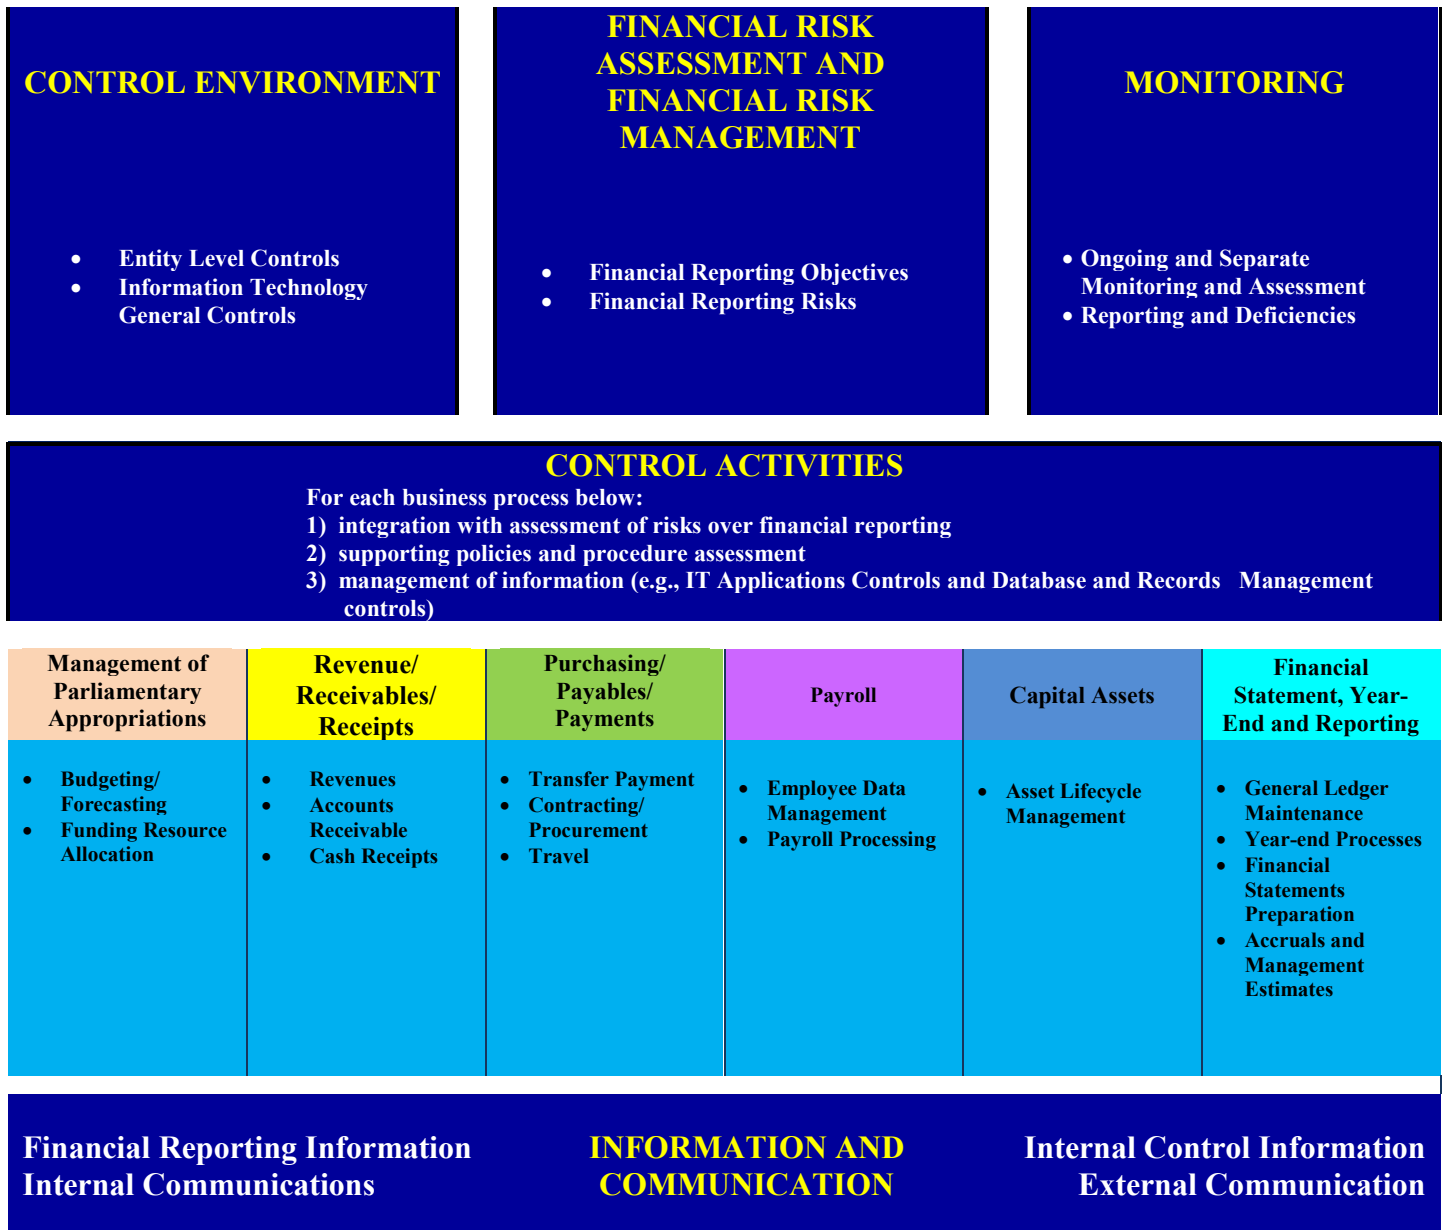 CONTROL ENVIRONMENT
• Entity Level Controls
• Information Technology
General Controls
FINANCIAL RISK
ASSESSMENT AND
FINANCIAL RISK
MANAGEMENT
• Financial Reporting Objectives
• Financial Reporting Risks
MONITORING
• Ongoing and Separate
Monitoring and Assessment
• Reporting and Deficiencies
CONTROL ACTIVITIES
For each business process below:
1) integration with assessment of risks over financial reporting
2) supporting policies and procedure assessment
3) management of information (e.g., IT Applications Controls and Database and Records Management
controls)
Management of
Parliamentary
Appropriations
• Budgeting/
Forecasting
• Funding Resource
Allocation
Revenue/
Receivables/
Receipts
• Revenues
• Accounts
Receivable
• Cash Receipts
Purchasing/
Payables/
Payments
• Transfer Payment
• Contracting/
Procurement
• Travel
Payroll
• Employee Data
Management
• Payroll Processing
Capital Assets
• Asset Lifecycle
Management
Financial
Statement, Year-
End and Reporting
• General Ledger
Maintenance
• Year-end Processes
• Financial
Statements
Preparation
• Accruals and
Management
Estimates
Financial Reporting Information
Internal Communications
INFORMATION AND
COMMUNICATION
Internal Control Information
External Communication